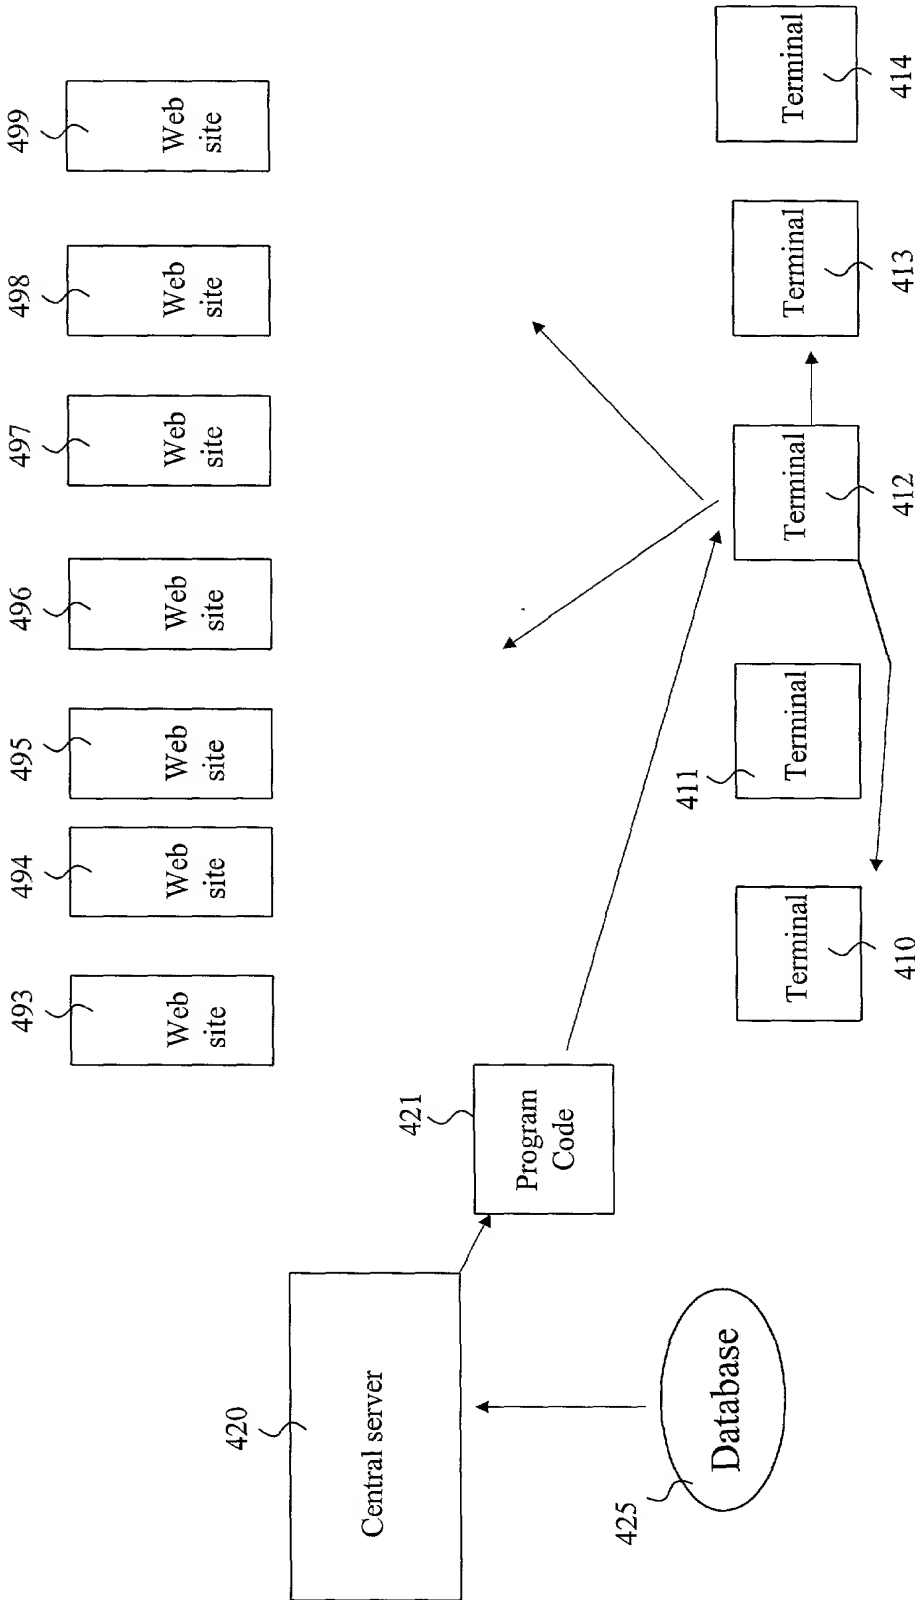 493
494
495
496
497
498
499
Web
site
Web
site
Web
site
Web
site
Web
site
Web
site
Web
site
420
Central server
421
Program
Code
425
Database
411
Terminal
Terminal
Terminal
Terminal
Terminal
410
412
413
414